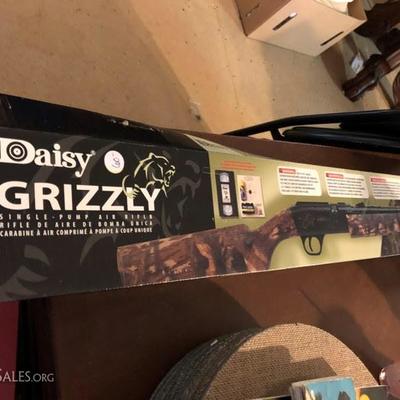 Daisy®
GRIZZLY
SINGLE-PUMP AIR RIFLE
RIFLE DE AIRE DE BOMBA ÚNICA
CARABINE À AIR COMPRIMÉ À POMPE À COUP UNIQUE
SALES.ORG